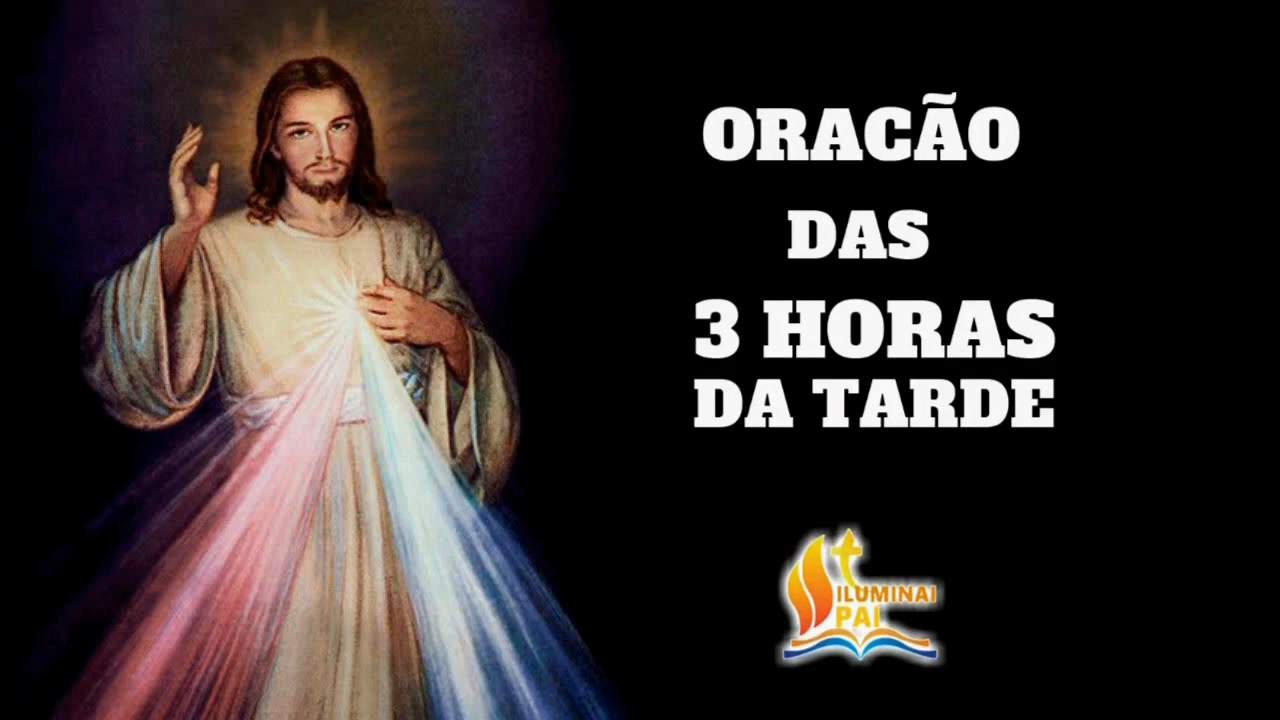 ORACÃO
DAS
3 HORAS
DA TARDE
ILUMINAI
PAI